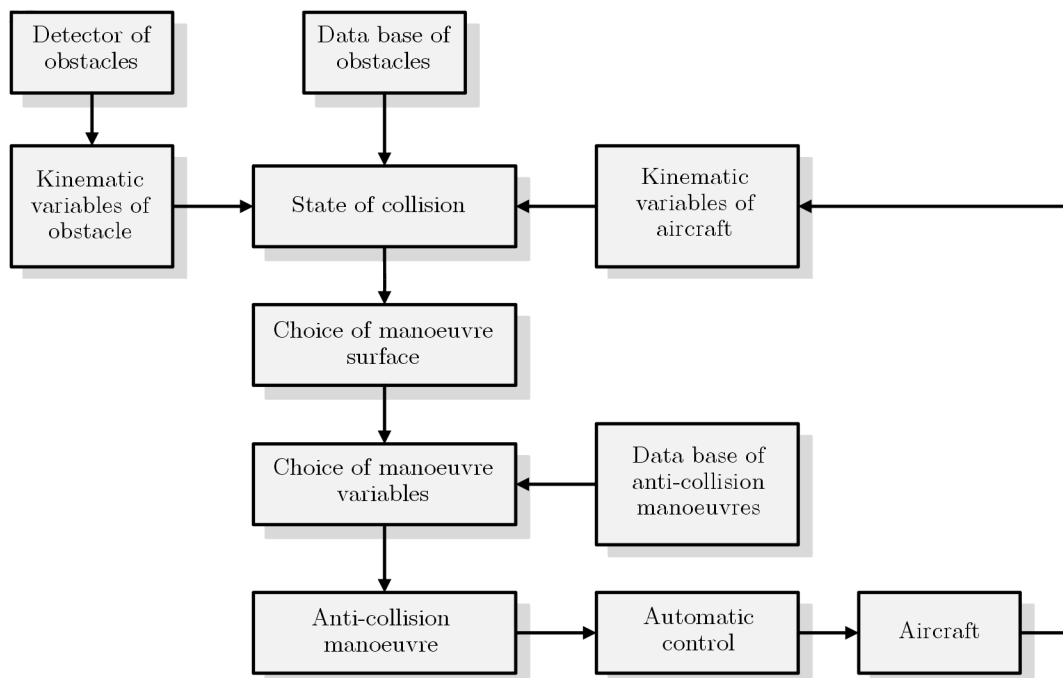 Detector of
obstacles
Data base of
obstacles
Kinematic
variables of
obstacle
State of collision
Kinematic
variables of
aircraft
Choice of manoeuvre
surface
Choice of manoeuvre
variables
Data base of
anti-collision
manoeuvres
Anti-collision
manoeuvre
Automatic
control
Aircraft